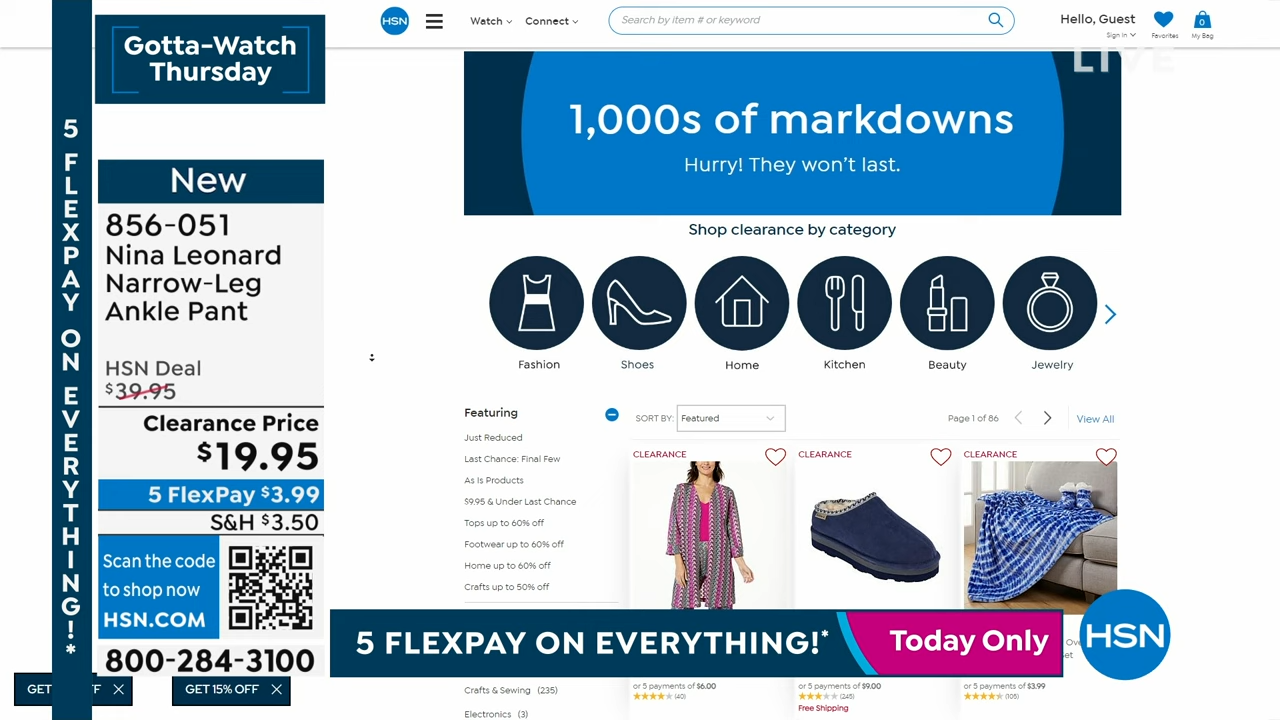 Gotta-Watch
Thursday
5 FLEXPAY ON EVERYTHING!*
New
856-051
Nina Leonard
Narrow-Leg
Ankle Pant
HSN Deal
$39.95
Clearance Price
$19.95
5 FlexPay $3.99
S&H $3.50
Scan the code
to shop now
HSN.COM
800-284-3100
GET
FF
GET 15% OFF
HSN
Watch
Connect
Search by item # or keyword
Hello, Guest
Sign In
Favorites
0
My Bag
LIVE
1,000s of markdowns
Hurry! They won't last.
Shop clearance by category
Fashion
Shoes
Home
Kitchen
Beauty
Jewelry
Featuring
Just Reduced
Last Chance: Final Few
As Is Products
$9.95 & Under Last Chance
Tops up to 60% off
Footwear up to 60% off
Home up to 60% off
Crafts up to 50% off
SORT BY:
Featured
Page 1 of 86
View All
CLEARANCE
CLEARANCE
CLEARANCE
5 FLEXPAY ON EVERYTHING!*
Today Only
HSN
Crafts & Sewing (235)
Electronics (3)
or 5 payments of $6.00
(40)
or 5 payments of $9.00
(245)
Free Shipping
or 5 payments of $3.99
(105)